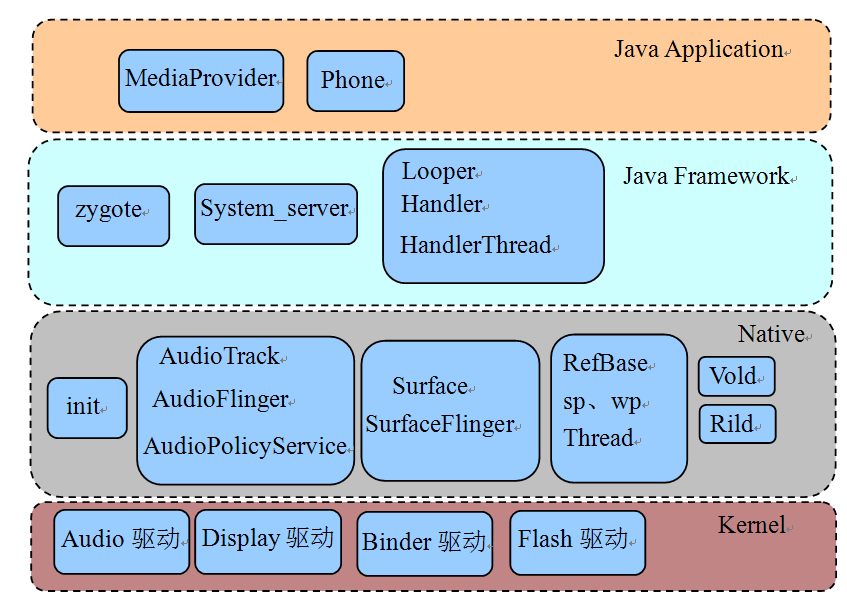 Java Application
MediaProvider
Phone
Java Framework
zygote
System_server
Looper
Handler
HandlerThread
Native
init
AudioTrack
AudioFlinger
AudioPolicyService
Surface
SurfaceFlinger
RefBase
sp、wp
Thread
Vold
Rild
Kernel
Audio 驱动
Display 驱动
Binder 驱动
Flash 驱动